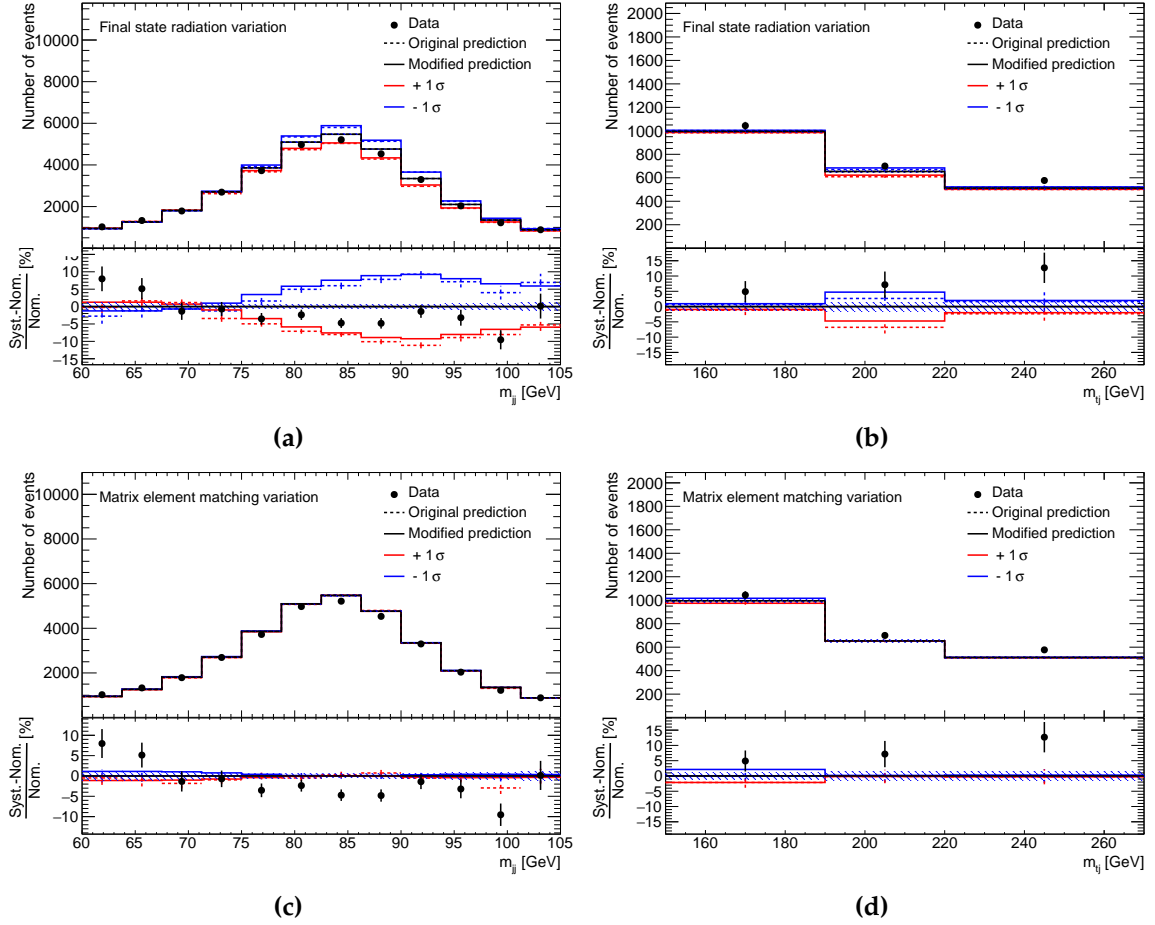 Number of events
10000
8000
6000
4000
2000
Final state radiation variation
Data
Original prediction
Modified prediction
+ 1 σ
- 1 σ
Syst.-Nom. [%]
Nom.
10
5
0
−5
−10
−15
60 65 70 75 80 85 90 95 100 105
m_jj [GeV]
(a)
Number of events
2000
1800
1600
1400
1200
1000
800
600
400
200
Final state radiation variation
Data
Original prediction
Modified prediction
+ 1 σ
- 1 σ
Syst.-Nom. [%]
Nom.
15
10
5
0
−5
−10
−15
160 180 200 220 240 260
m_tj [GeV]
(b)
Number of events
10000
8000
6000
4000
2000
Matrix element matching variation
Data
Original prediction
Modified prediction
+ 1 σ
- 1 σ
Syst.-Nom. [%]
Nom.
10
5
0
−5
−10
60 65 70 75 80 85 90 95 100 105
m_jj [GeV]
(c)
Number of events
2000
1800
1600
1400
1200
1000
800
600
400
200
Matrix element matching variation
Data
Original prediction
Modified prediction
+ 1 σ
- 1 σ
Syst.-Nom. [%]
Nom.
15
10
5
0
−5
−10
−15
160 180 200 220 240 260
m_tj [GeV]
(d)